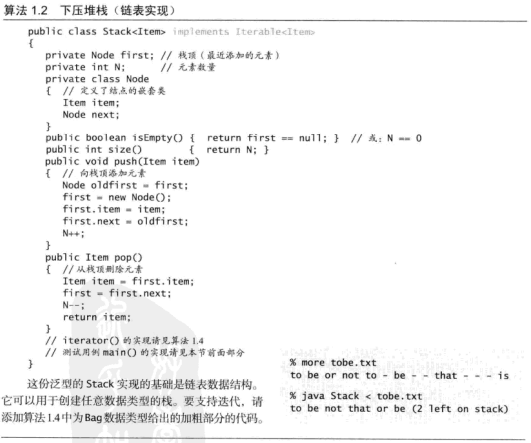 算法 1.2 下压堆栈（链表实现）
public class Stack<Item> implements Iterable<Item>
{
private Node first; // 栈顶（最近添加的元素）
private int N; // 元素数量
private class Node
{ // 定义了结点的嵌套类
Item item;
Node next;
}
public boolean isEmpty() { return first == null; } // 或：N == 0
public int size() { return N; }
public void push(Item item)
{ // 向栈顶添加元素
Node oldfirst = first;
first = new Node();
first.item = item;
first.next = oldfirst;
N++;
}
public Item pop()
{ // 从栈顶删除元素
Item item = first.item;
first = first.next;
N--;
return item;
}
// iterator() 的实现请见算法 1.4
// 测试用例 main() 的实现请见本节前面部分
}
这份泛型的 Stack 实现的基础是链表数据结构。
它可以用于创建任意数据类型的栈。要支持迭代，请
添加算法 1.4 中为 Bag 数据类型给出的加粗部分的代码。
% more tobe.txt
to be or not to - be - - that - - - is
% java Stack < tobe.txt
to be not that or be (2 left on stack)